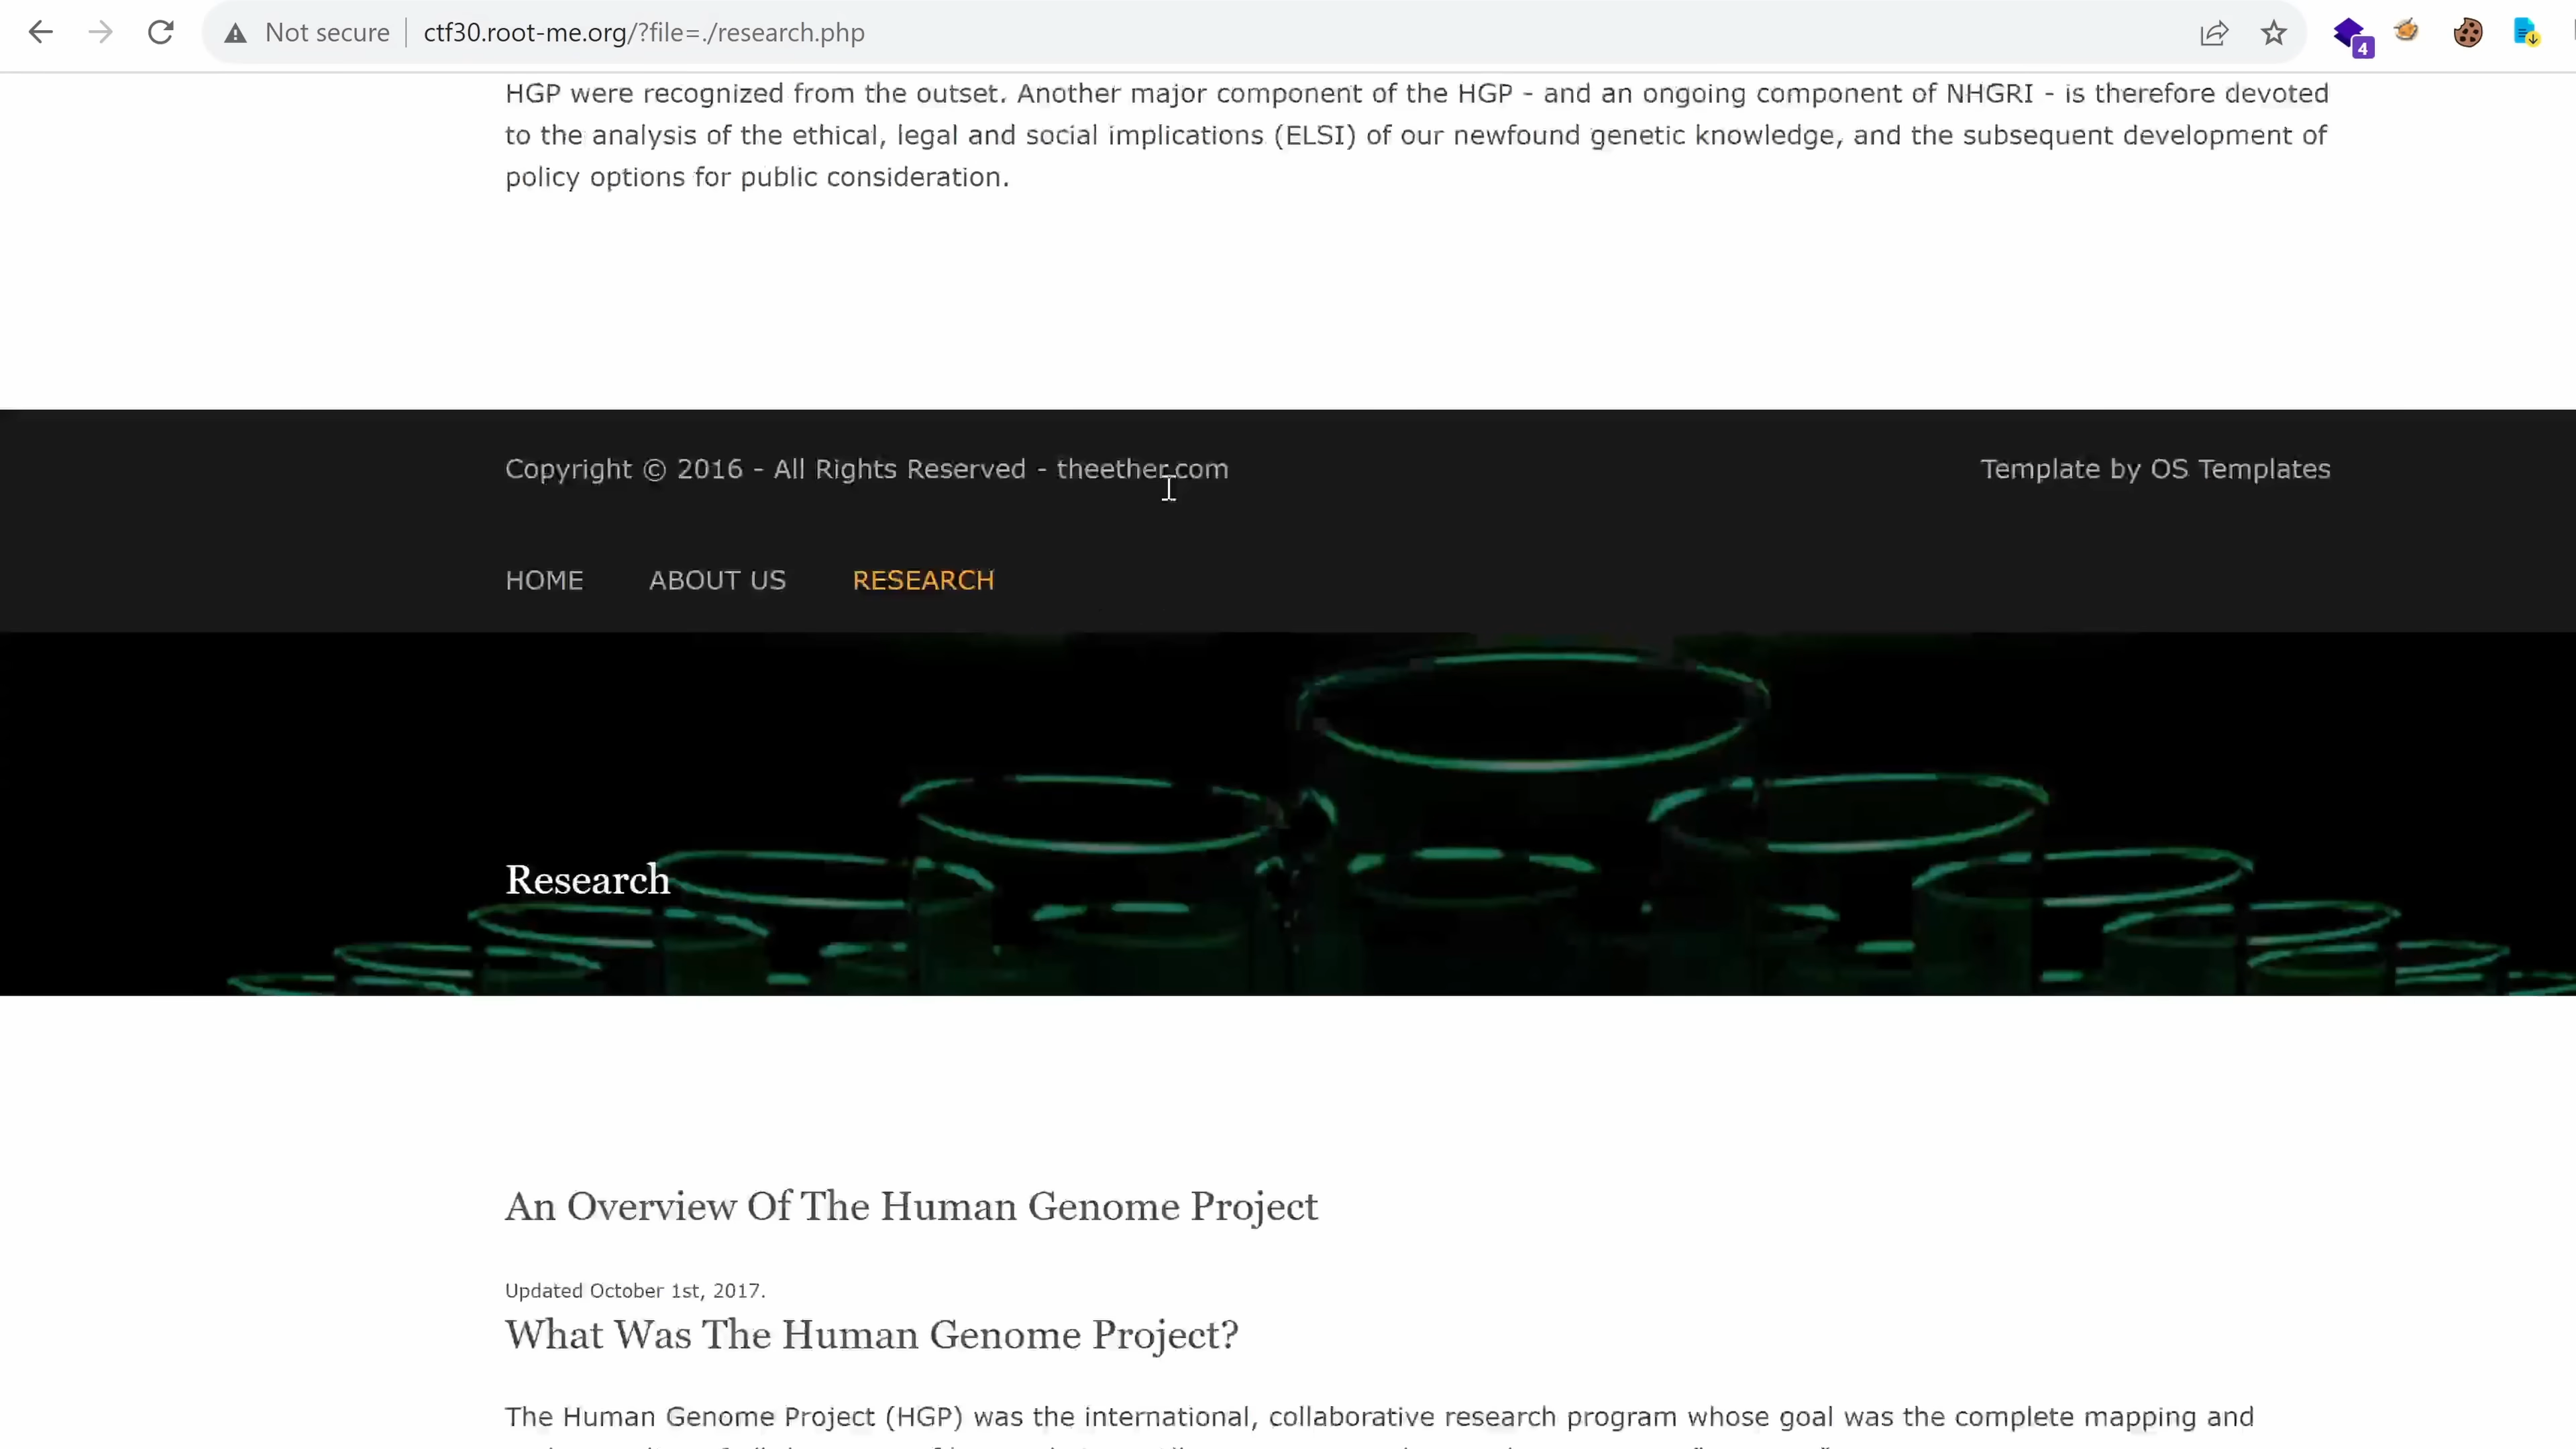 Not secure
ctf30.root-me.org/?file=./research.php
4
HGP were recognized from the outset. Another major component of the HGP - and an ongoing component of NHGRI - is therefore devoted
to the analysis of the ethical, legal and social implications (ELSI) of our newfound genetic knowledge, and the subsequent development of
policy options for public consideration.
Copyright © 2016 - All Rights Reserved - theether.com
Template by OS Templates
HOME ABOUT US RESEARCH
Research
An Overview Of The Human Genome Project
Updated October 1st, 2017.
What Was The Human Genome Project?
The Human Genome Project (HGP) was the international, collaborative research program whose goal was the complete mapping and